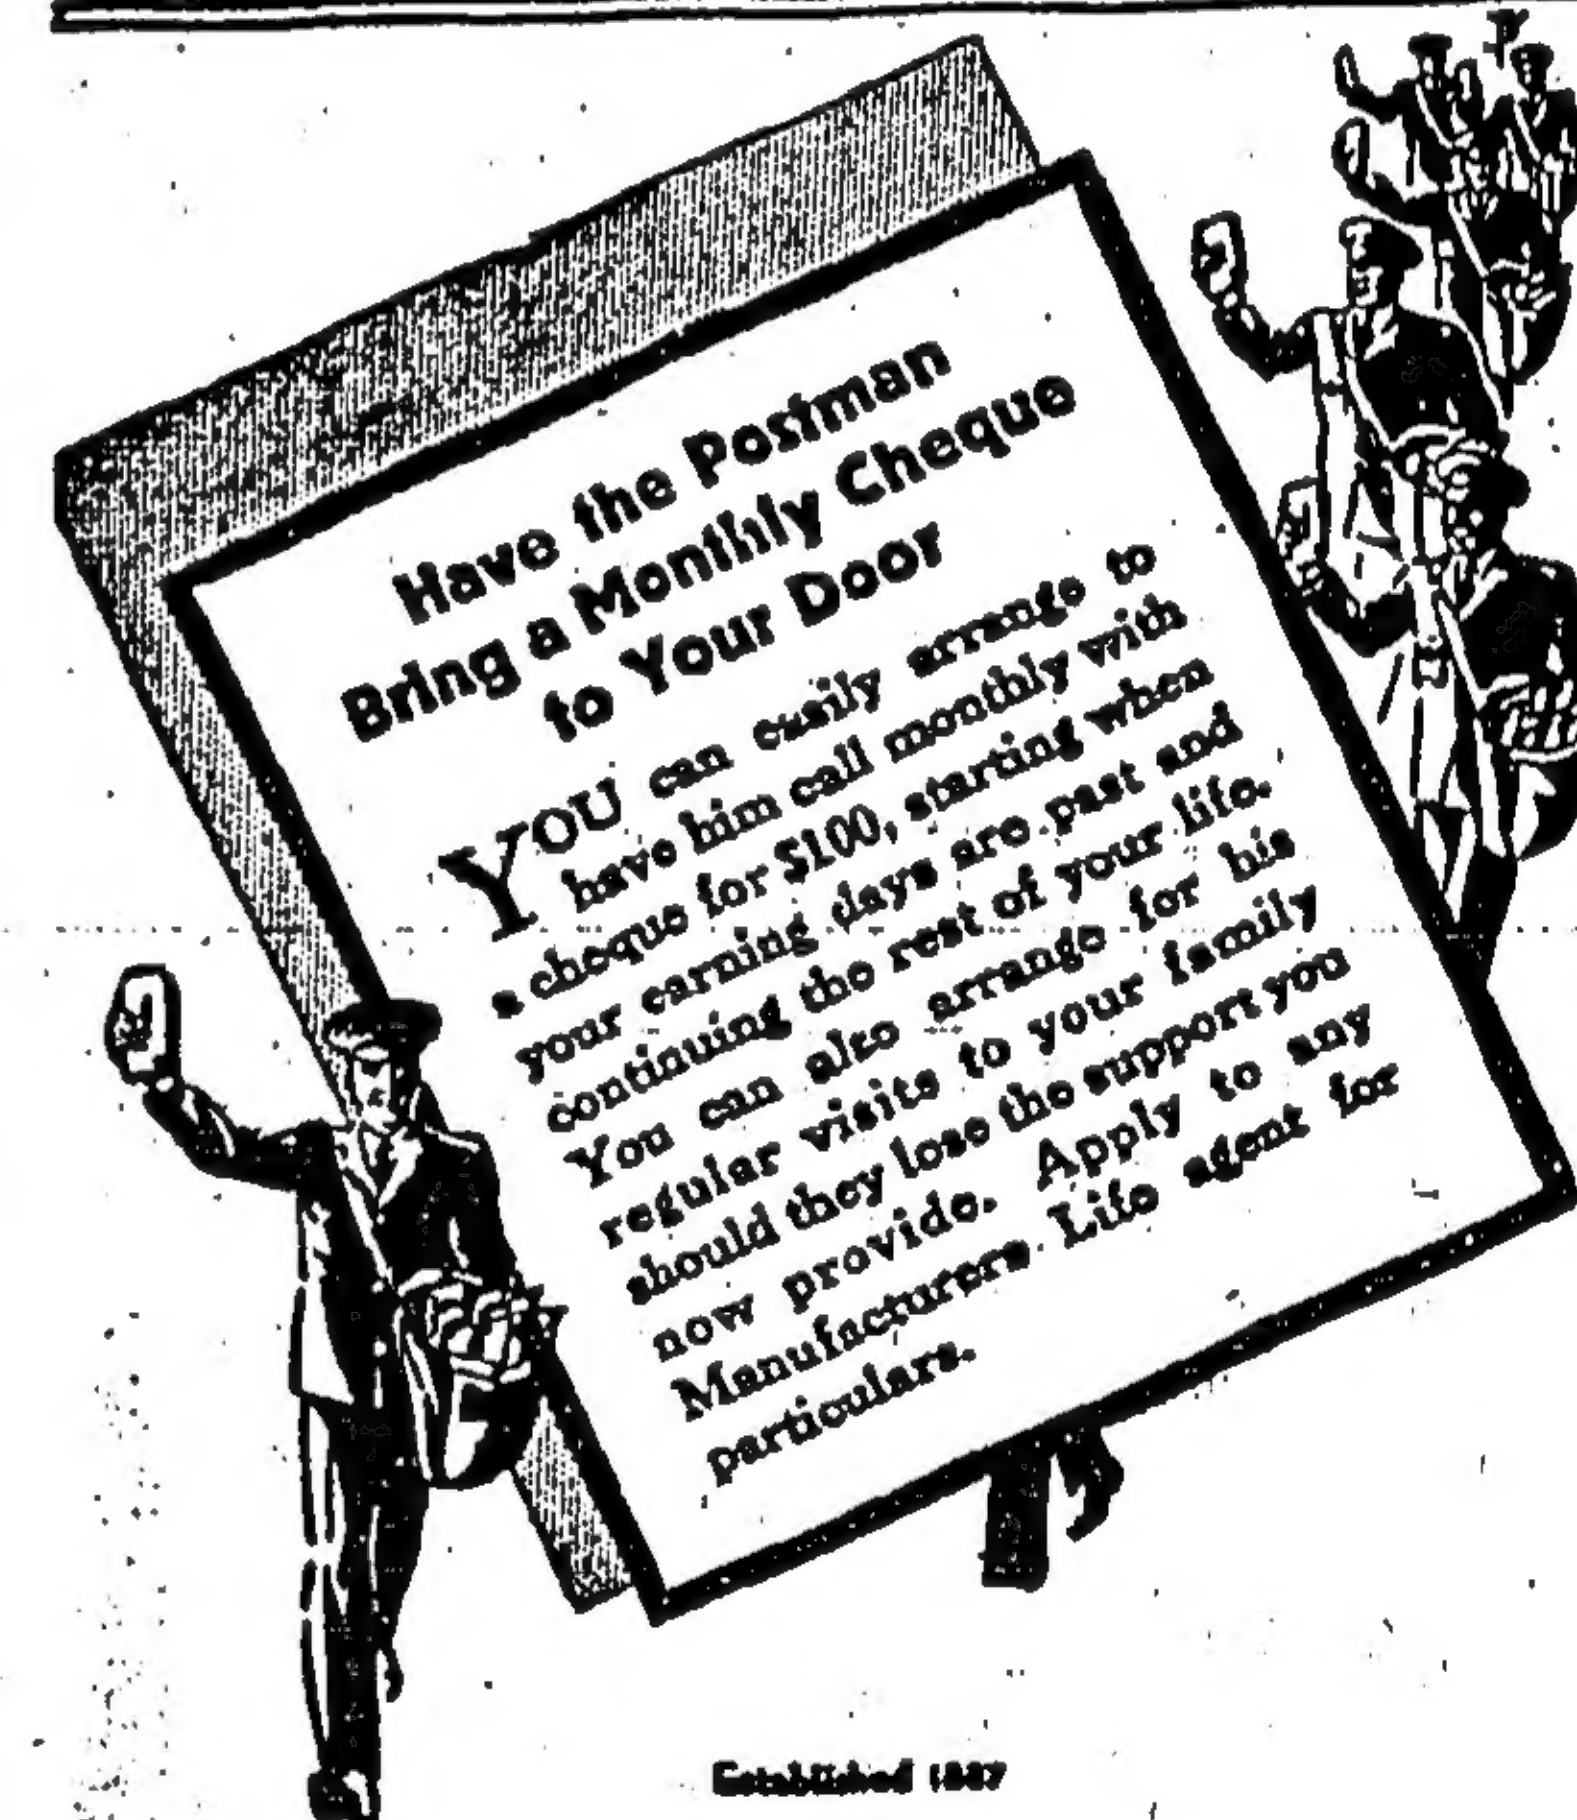 Have the Postman
Bring a Monthly Cheque
to Your Door
YOU can easily arrange to
have him call monthly with
a cheque for $100, starting when
your earning days are past and
continuing the rest of your life.
You can also arrange for his
regular visits to your family
should they lose the support you
now provide. Apply to any
Manufacturers Life agent for
particulars.
Established 1887